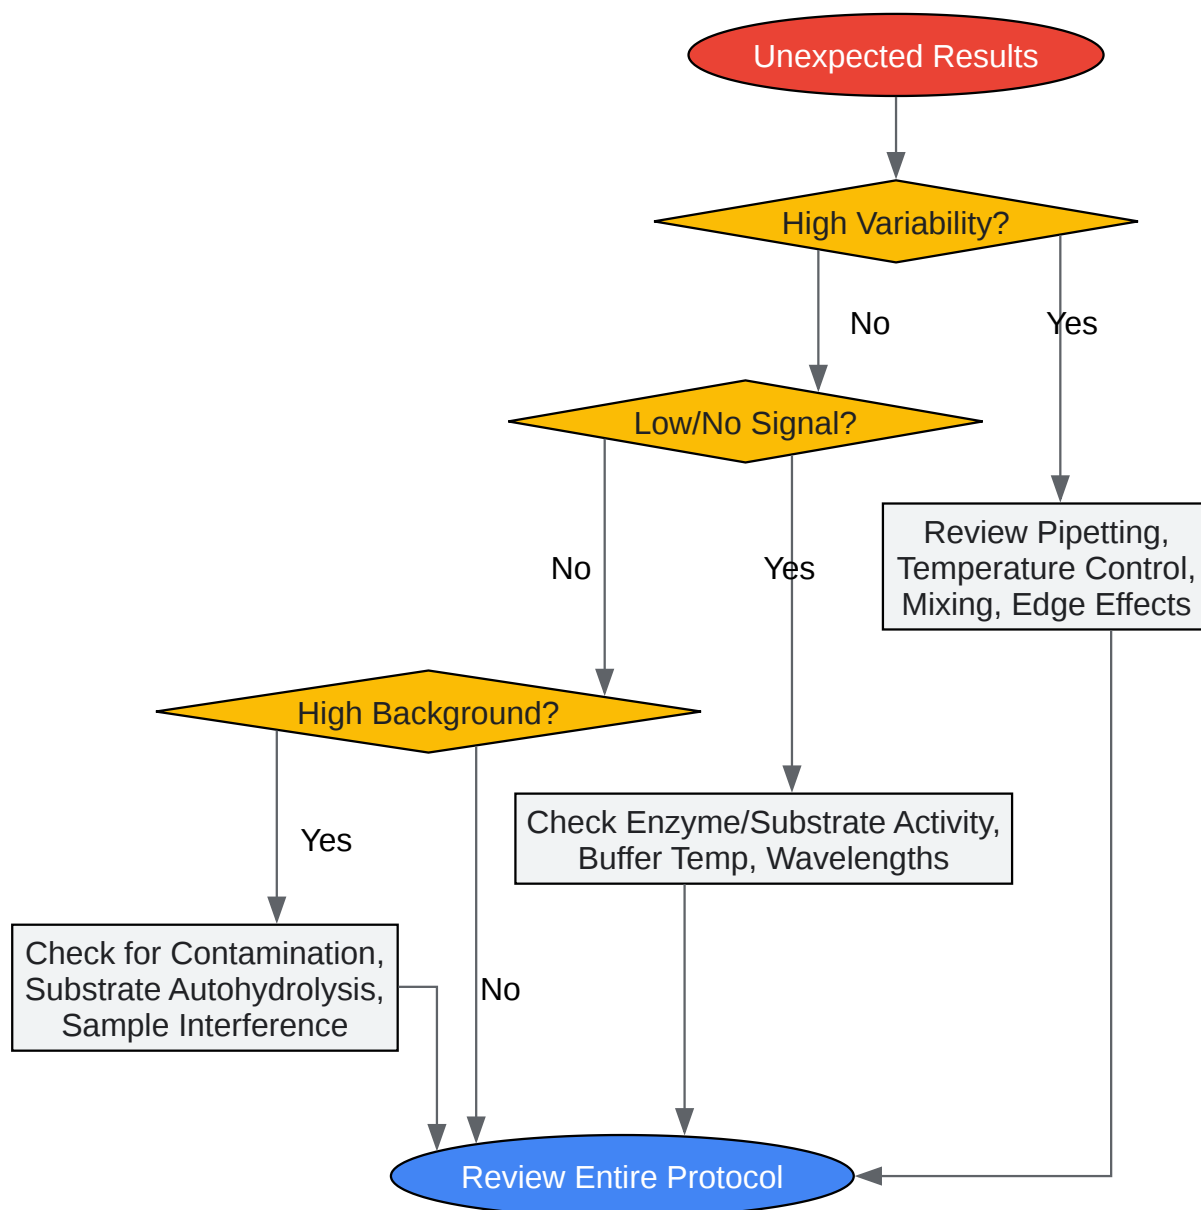 Unexpected Results
High Variability?
No
Yes
Low/No Signal?
Review Pipetting,
Temperature Control,
Mixing, Edge Effects
No
Yes
High Background?
Check Enzyme/Substrate Activity,
Buffer Temp, Wavelengths
Yes
Check for Contamination,
Substrate Autohydrolysis,
Sample Interference
No
Review Entire Protocol